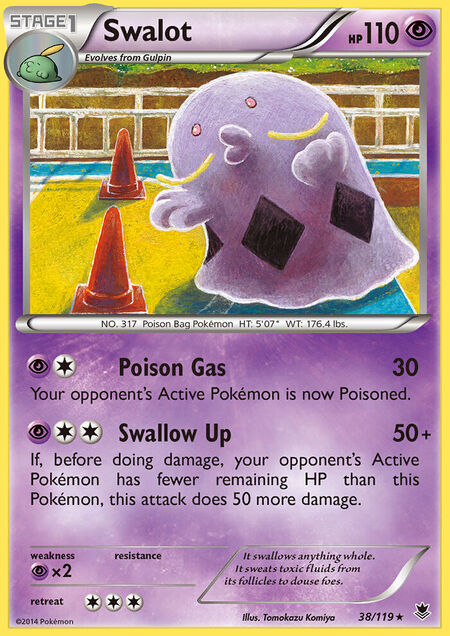 STAGE1
Swalot
HP110
Evolves from Gulpin
NO. 317 Poison Bag Pokémon HT: 5'07" WT: 176.4 lbs.
Poison Gas 30
Your opponent's Active Pokémon is now Poisoned.
Swallow Up 50+
If, before doing damage, your opponent's Active
Pokémon has fewer remaining HP than this
Pokémon, this attack does 50 more damage.
weakness resistance
×2
retreat
It swallows anything whole.
It sweats toxic fluids from
its follicles to douse foes.
©2014 Pokémon
Illus. Tomokazu Komiya
38/119★